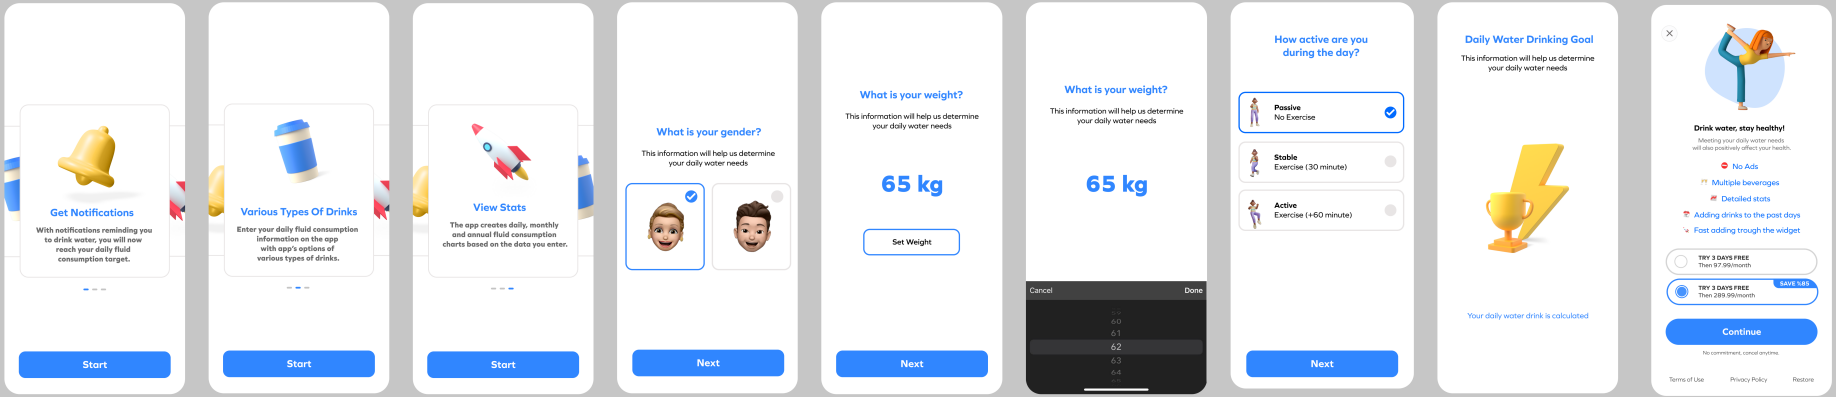 Get Notifications
With notifications reminding you
to drink water, you will now
reach your daily fluid
consumption target.
Start
Various Types Of Drinks
Enter your daily fluid consumption
information on the app
with app's options of
various types of drinks.
Start
View Stats
The app creates daily, monthly
and annual fluid consumption
charts based on the data you enter.
Start
What is your gender?
This information will help us determine
your daily water needs
Next
What is your weight?
This information will help us determine
your daily water needs
65 kg
Set Weight
Next
What is your weight?
This information will help us determine
your daily water needs
65 kg
Cancel
Done
60
61
62
63
64
How active are you
during the day?
Passive
No Exercise
Stable
Exercise (30 minute)
Active
Exercise (+60 minute)
Next
Daily Water Drinking Goal
This information will help us determine
your daily water needs
Your daily water drink is calculated
Drink water, stay healthy!
Meeting your daily water needs
will also positively affect your health.
No Ads
Multiple beverages
Detailed stats
Adding drinks to the past days
Fast adding trough the widget
TRY 3 DAYS FREE
Then 97.99/month
SAVE %85
TRY 3 DAYS FREE
Then 289.99/month
Continue
No commitment, cancel anytime.
Terms of Use
Privacy Policy
Restore